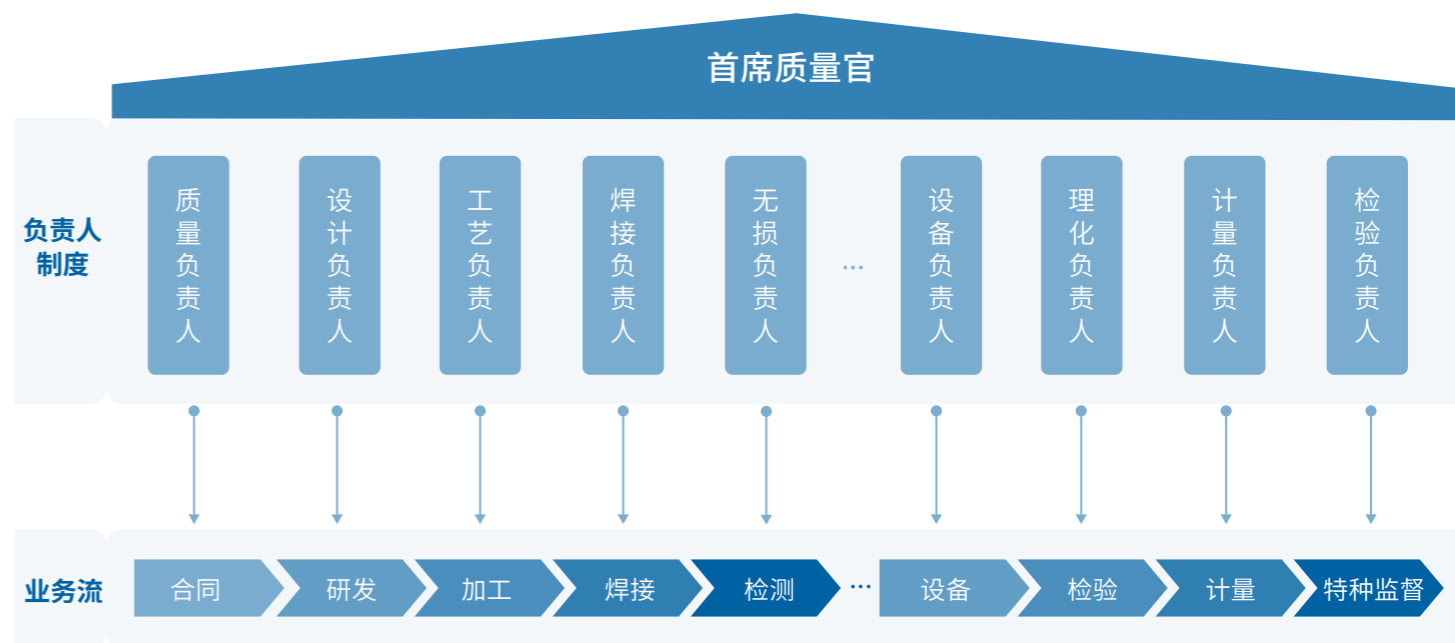 首席质量官
负责人
制度
质量负责人
设计负责人
工艺负责人
焊接负责人
无损负责人
…
设备负责人
理化负责人
计量负责人
检验负责人
业务流
合同
研发
加工
焊接
检测
…
设备
检验
计量
特种监督